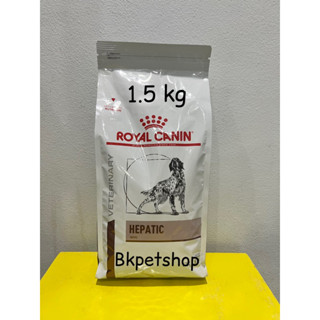 1.5 kg
ROYAL CANIN
VETERINARY
HEPATIC
Bkpetshop